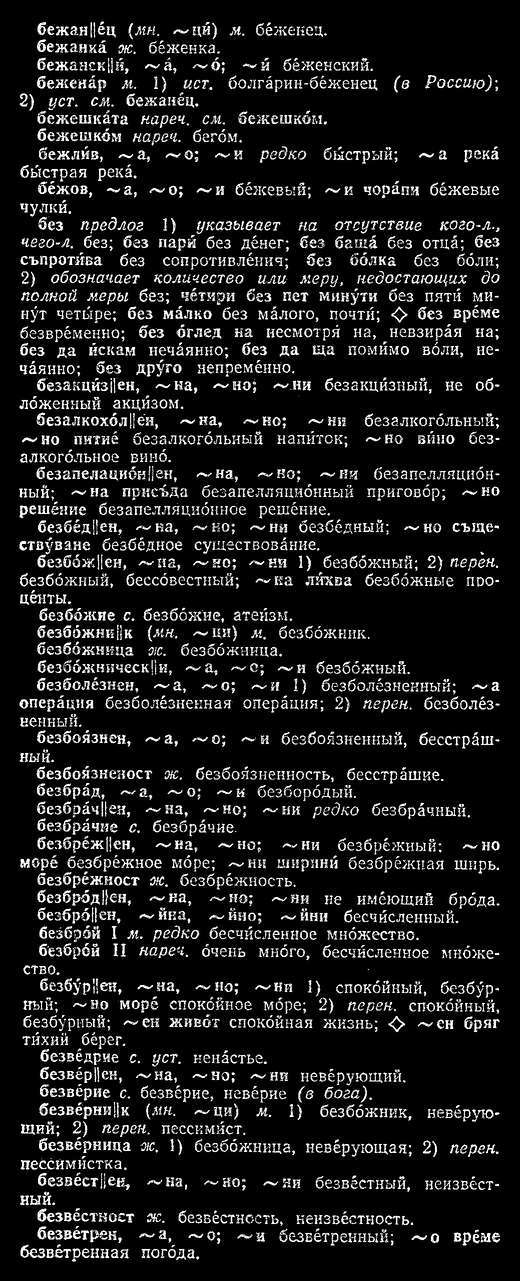 бежан||е́ц (мн. ~ци́) м. бе́женец.
бежанка́ ж. бе́женка.
бежанск||и́, ~а́, ~о́; ~и́ бе́женский.
бежена́р м. 1) ист. болга́рин-бе́женец (в Росси́ю);
2) уст. см. бежане́ц.
бежешка́та нареч. см. бежешко́м.
бежешко́м нареч. бего́м.
бежли́в, ~а, ~о; ~и редко бы́стрый; ~а река́
бы́страя река́.
бе́жов, ~а, ~о; ~и бе́жевый; ~и чора́пи бе́жевые
чулки́.
без предлог 1) указывает на отсутствие кого-л.,
чего-л. без; без пари́ без де́нег; без баща́ без отца́; без
съпроти́ва без сопротивле́ния; без бо́лка без бо́ли;
2) обозначает количество или меру, недостающих до
полной меры без; че́тири без пет мину́ти без пяти́ ми-
ну́т четы́ре; без ма́лко без ма́лого, почти́; ◇ без вре́ме
безвре́менно; без о́глед на несмотря́ на, невзира́я на;
без да и́скам неча́янно; без да ща поми́мо во́ли, не-
ча́янно; без дру́го непреме́нно.
безакци́з||ен, ~на, ~но; ~ни безакци́зный, не об-
ло́женный акци́зом.
безалкохо́л||ен, ~на, ~но; ~ни безалкого́льный;
~но питие́ безалкого́льный напи́ток; ~но ви́но без-
алкого́льное вино́.
безапелацио́н||ен, ~на, ~но; ~ни безапелляцио́н-
ный; ~на присъ́да безапелляцио́нный пригово́р; ~но
реше́ние безапелляцио́нное реше́ние.
безбе́д||ен, ~на, ~но; ~ни безбе́дный; ~но съще-
ству́ване безбе́дное существова́ние.
безбо́ж||ен, ~на, ~но; ~ни 1) безбо́жный; 2) перен.
безбо́жный, бессо́вестный; ~на ли́хва безбо́жные про-
це́нты.
безбо́жие с. безбо́жие, атеи́зм.
безбо́жни||к (мн. ~ци) м. безбо́жник.
безбо́жница ж. безбо́жница.
безбо́жническ||и, ~а, ~о; ~и безбо́жный.
безболе́знен, ~а, ~о; ~и 1) безболе́зненный; ~а
опера́ция безболе́зненная опера́ция; 2) перен. безболе́з-
ненный.
безбоя́знен, ~а, ~о; ~и безбоя́зненный, бесстра́ш-
ный.
безбоя́зненост ж. безбоя́зненность, бесстра́шие.
безбра́д, ~а, ~о; ~и безборо́дый.
безбра́ч||ен, ~на, ~но; ~ни редко безбра́чный.
безбра́чие с. безбра́чие.
безбре́ж||ен, ~на, ~но; ~ни безбре́жный; ~но
море́ безбре́жное мо́ре; ~ни ширини́ безбре́жная ширь.
безбре́жност ж. безбре́жность.
безбро́д||ен, ~на, ~но; ~ни не име́ющий бро́да.
безбро́||ен, ~йна, ~йно; ~йни бесчи́сленный.
безбро́й I м. редко бесчи́сленное мно́жество.
безбро́й II нареч. о́чень мно́го, бесчи́сленное мно́же-
ство.
безбу́р||ен, ~на, ~но; ~ни 1) споко́йный, безбу́р-
ный; ~но море́ споко́йное мо́ре; 2) перен. споко́йный,
безбу́рный; ~ен живо́т споко́йная жизнь; ◇ ~ен бряг
ти́хий бе́рег.
безве́дрие с. уст. нена́стье.
безве́р||ен, ~на, ~но; ~ни неве́рующий.
безве́рие с. безве́рие, неве́рие (в бога).
безве́рни||к (мн. ~ци) м. 1) безбо́жник, неве́рую-
щий; 2) перен. пессими́ст.
безве́рница ж. 1) безбо́жница, неве́рующая; 2) перен.
пессими́стка.
безве́ст||ен, ~на, ~но; ~ни безве́стный, неизве́ст-
ный.
безве́стност ж. безве́стность, неизве́стность.
безве́трен, ~а, ~о; ~и безве́тренный; ~о вре́ме
безве́тренная пого́да.